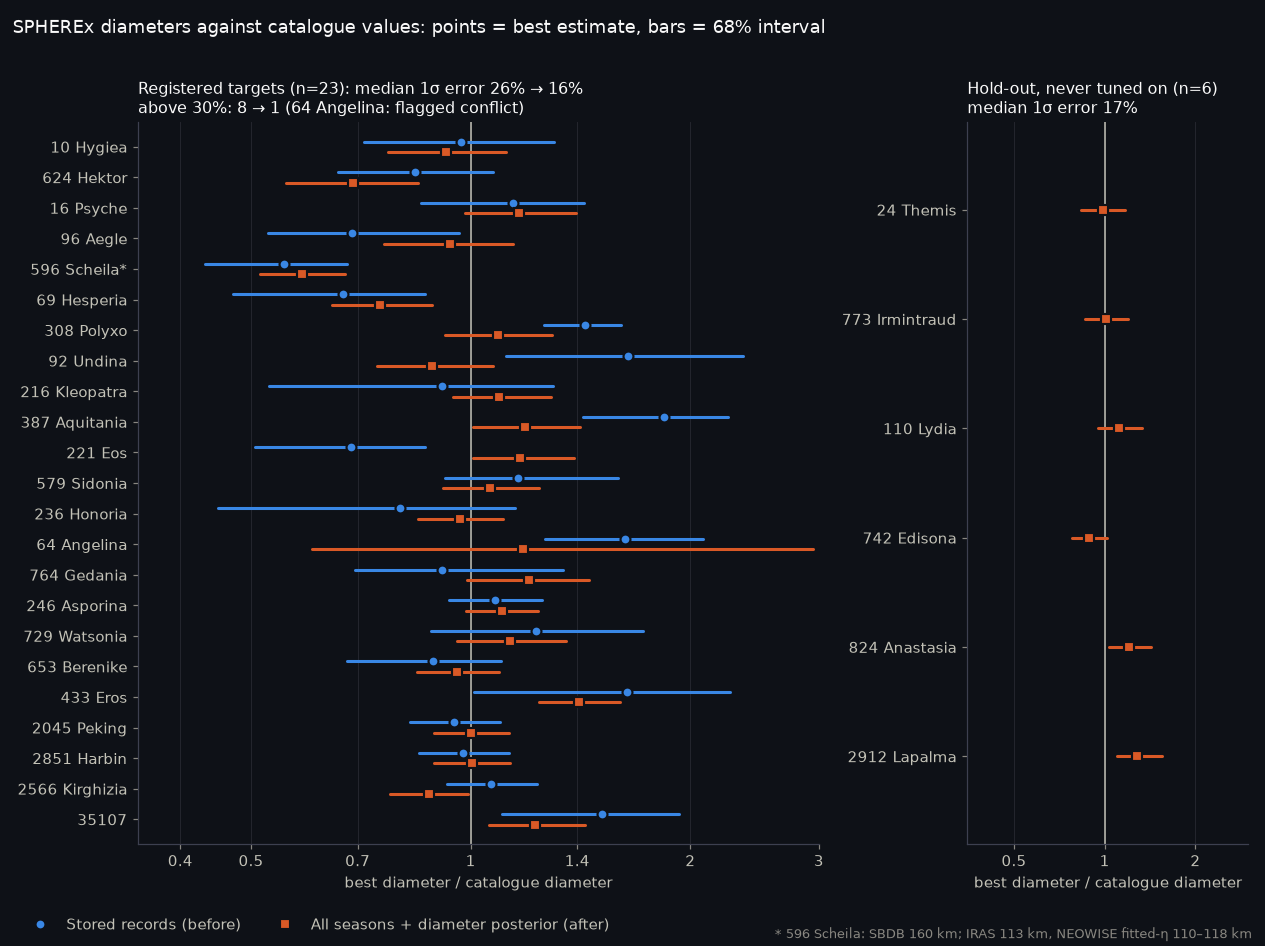 SPHEREx diameters against catalogue values: points = best estimate, bars = 68% interval
Registered targets (n=23): median 1σ error 26% → 16%
above 30%: 8 → 1 (64 Angelina: flagged conflict)
10 Hygiea
624 Hektor
16 Psyche
96 Aegle
596 Scheila*
69 Hesperia
308 Polyxo
92 Undina
216 Kleopatra
387 Aquitania
221 Eos
579 Sidonia
236 Honoria
64 Angelina
764 Gedania
246 Asporina
729 Watsonia
653 Berenike
433 Eros
2045 Peking
2851 Harbin
2566 Kirghizia
35107
0.4 0.5 0.7 1 1.4 2 3
best diameter / catalogue diameter
Hold-out, never tuned on (n=6)
median 1σ error 17%
24 Themis
773 Irmintraud
110 Lydia
742 Edisona
824 Anastasia
2912 Lapalma
0.5 1 2
best diameter / catalogue diameter
Stored records (before)
All seasons + diameter posterior (after)
* 596 Scheila: SBDB 160 km; IRAS 113 km, NEOWISE fitted-η 110–118 km